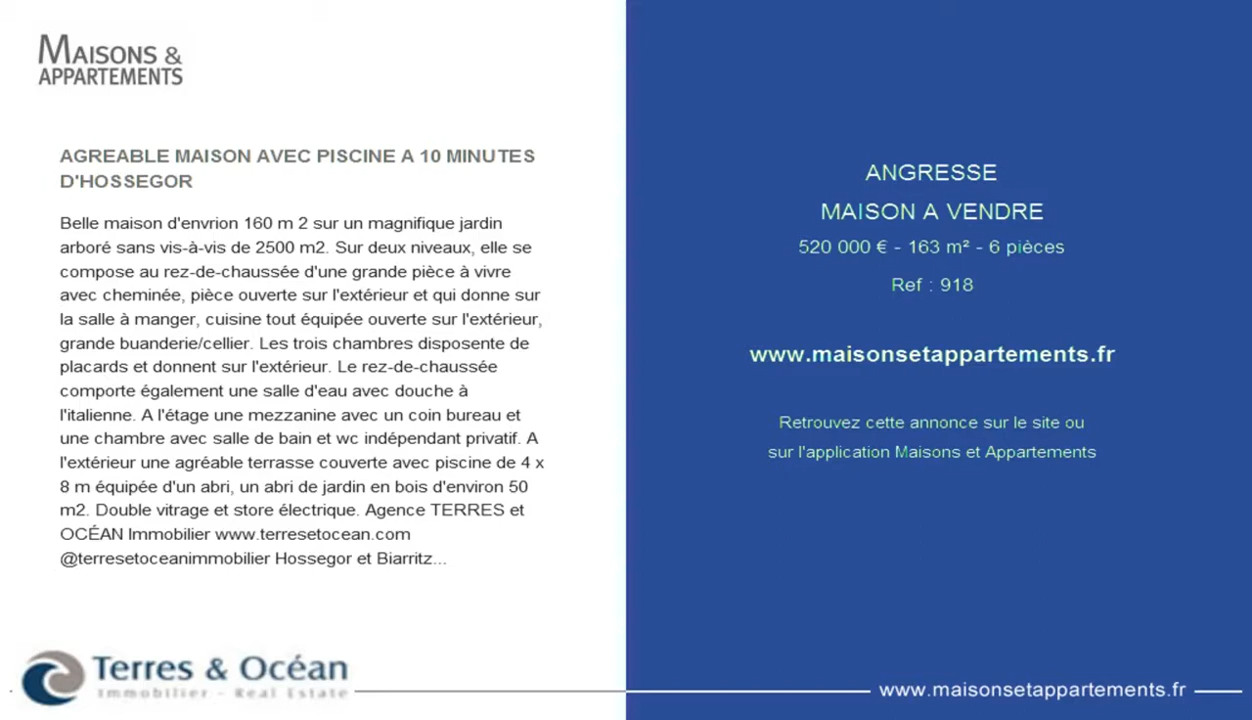 MAISONS &
APPARTEMENTS
AGREABLE MAISON AVEC PISCINE A 10 MINUTES
D'HOSSEGOR
Belle maison d'envrion 160 m 2 sur un magnifique jardin
arboré sans vis-à-vis de 2500 m2. Sur deux niveaux, elle se
compose au rez-de-chaussée d'une grande pièce à vivre
avec cheminée, pièce ouverte sur l'extérieur et qui donne sur
la salle à manger, cuisine tout équipée ouverte sur l'extérieur,
grande buanderie/cellier. Les trois chambres disposente de
placards et donnent sur l'extérieur. Le rez-de-chaussée
comporte également une salle d'eau avec douche à
l'italienne. A l'étage une mezzanine avec un coin bureau et
une chambre avec salle de bain et wc indépendant privatif. A
l'extérieur une agréable terrasse couverte avec piscine de 4 x
8 m équipée d'un abri, un abri de jardin en bois d'environ 50
m2. Double vitrage et store électrique. Agence TERRES et
OCÉAN Immobilier www.terresetocean.com
@terresetoceanimmobilier Hossegor et Biarritz...
Terres & Océan
Immobilier - Real Estate
ANGRESSE
MAISON A VENDRE
520 000 € - 163 m² - 6 pièces
Ref : 918
www.maisonsetappartements.fr
Retrouvez cette annonce sur le site ou
sur l'application Maisons et Appartements
www.maisonsetappartements.fr